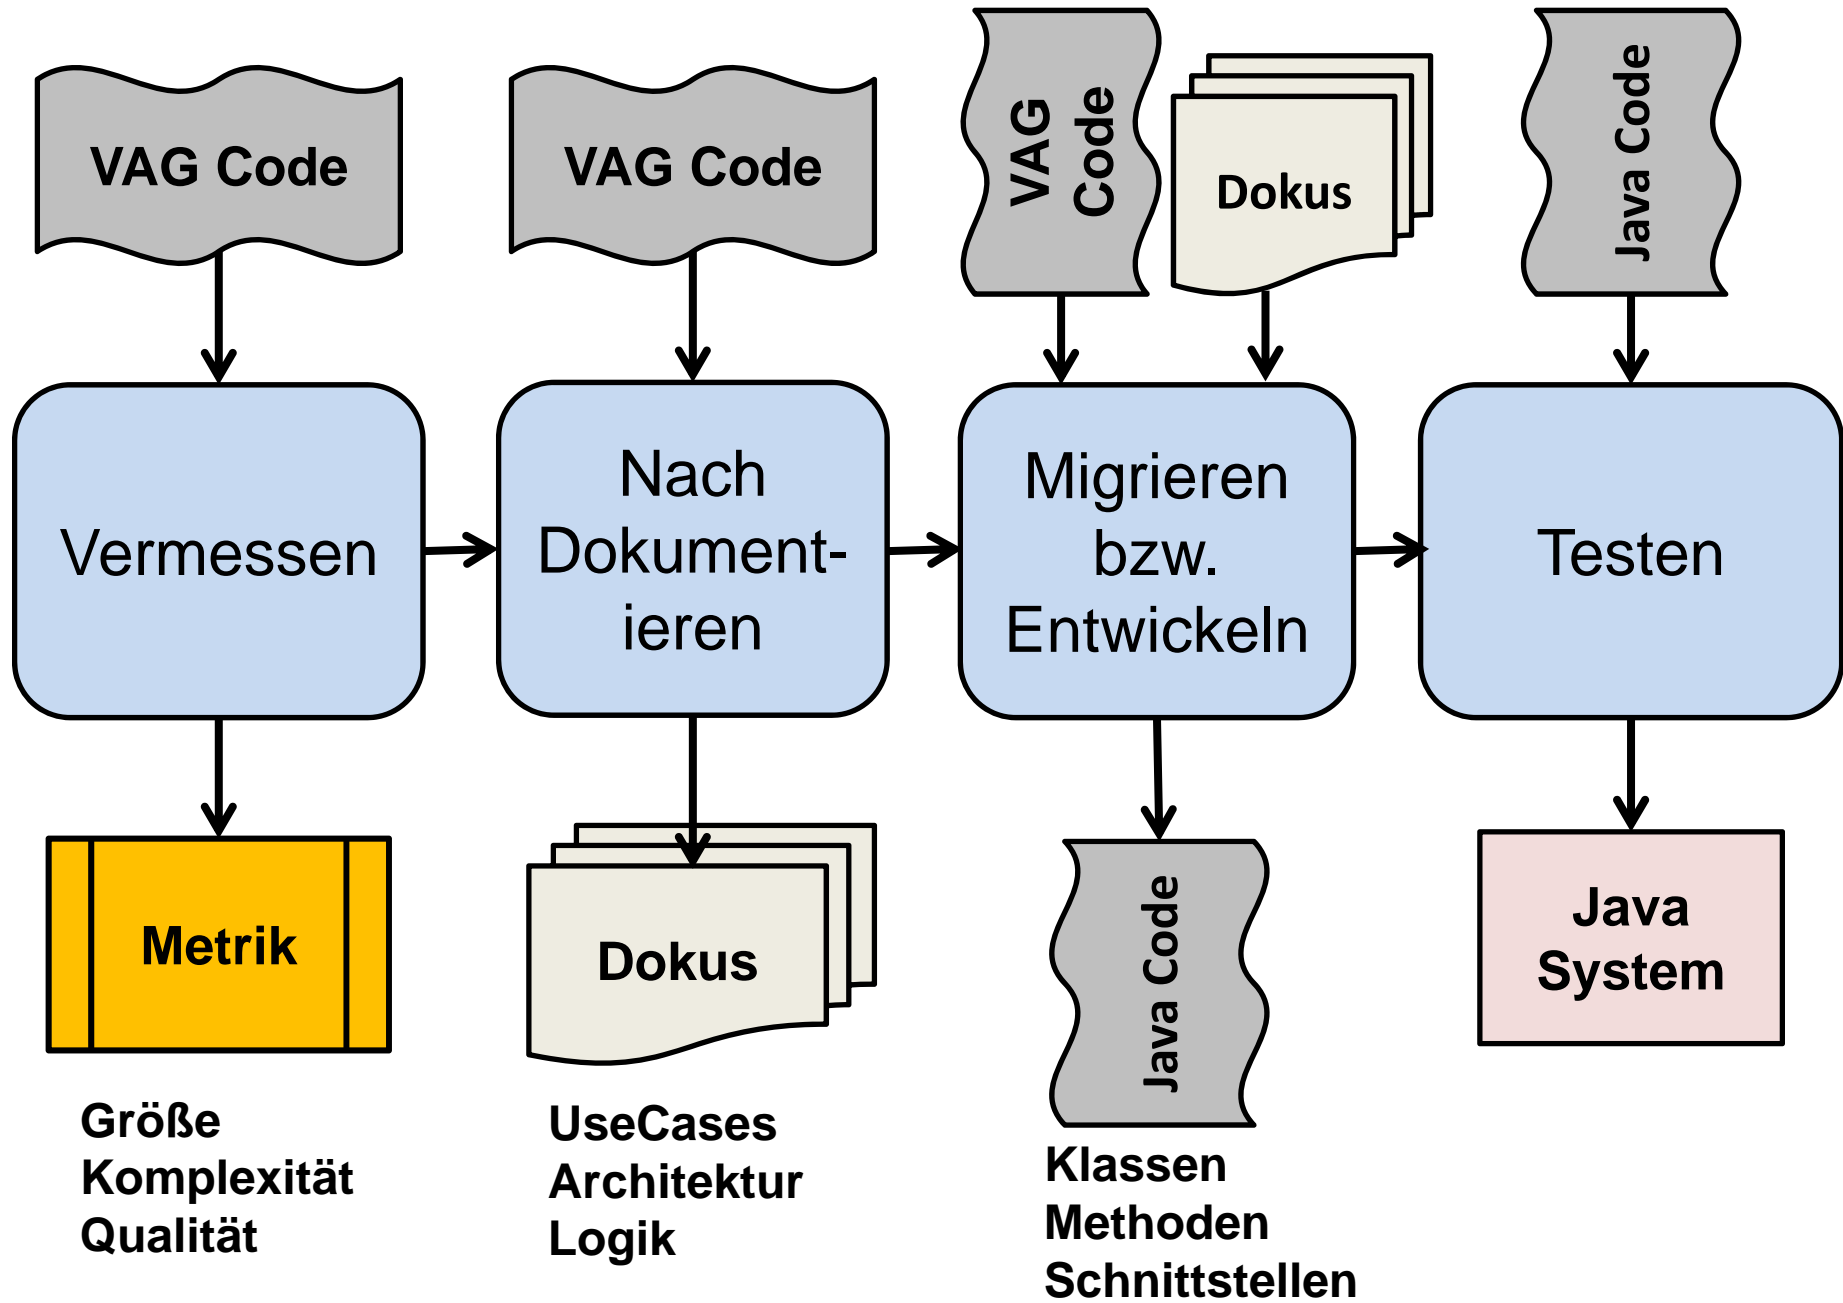 VAG Code
VAG Code
VAG
Code
Dokus
Java Code
Vermessen
Nach
Dokument-
ieren
Migrieren
bzw.
Entwickeln
Testen
Metrik
Dokus
Java Code
Java
System
Größe
Komplexität
Qualität
UseCases
Architektur
Logik
Klassen
Methoden
Schnittstellen